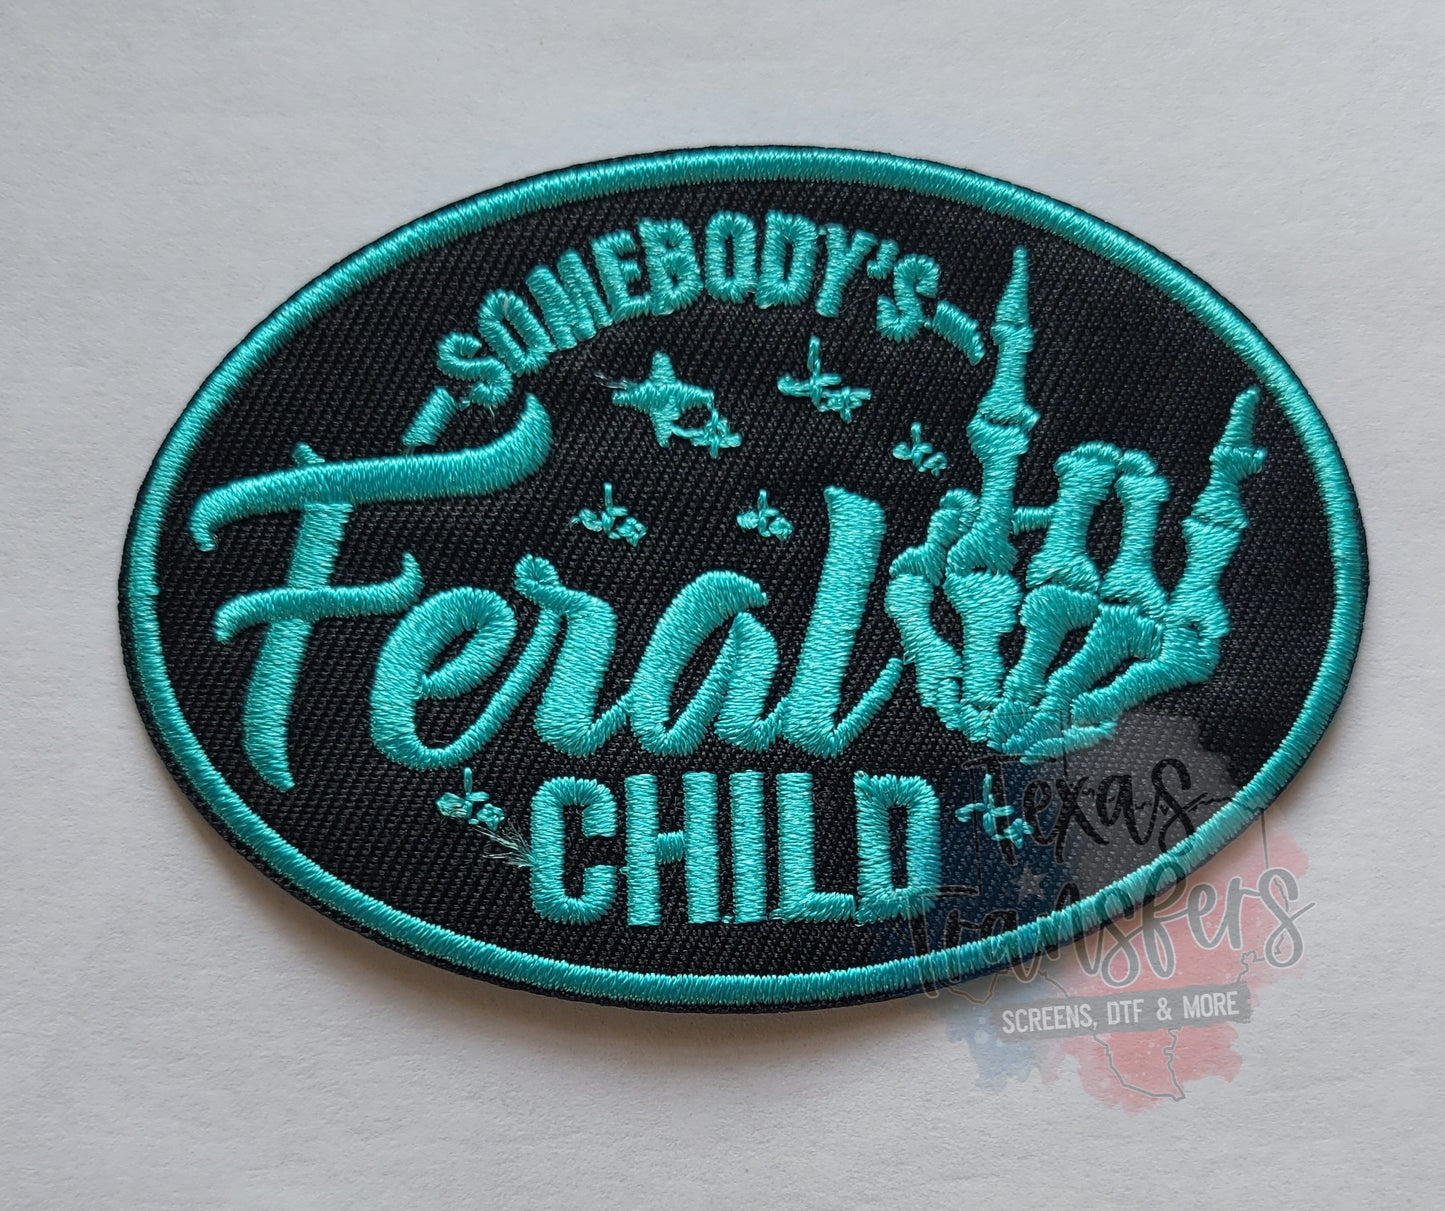 SOMEBODY'S
Feral
CHILD
Texas
Transfers
SCREENS, DTF & MORE